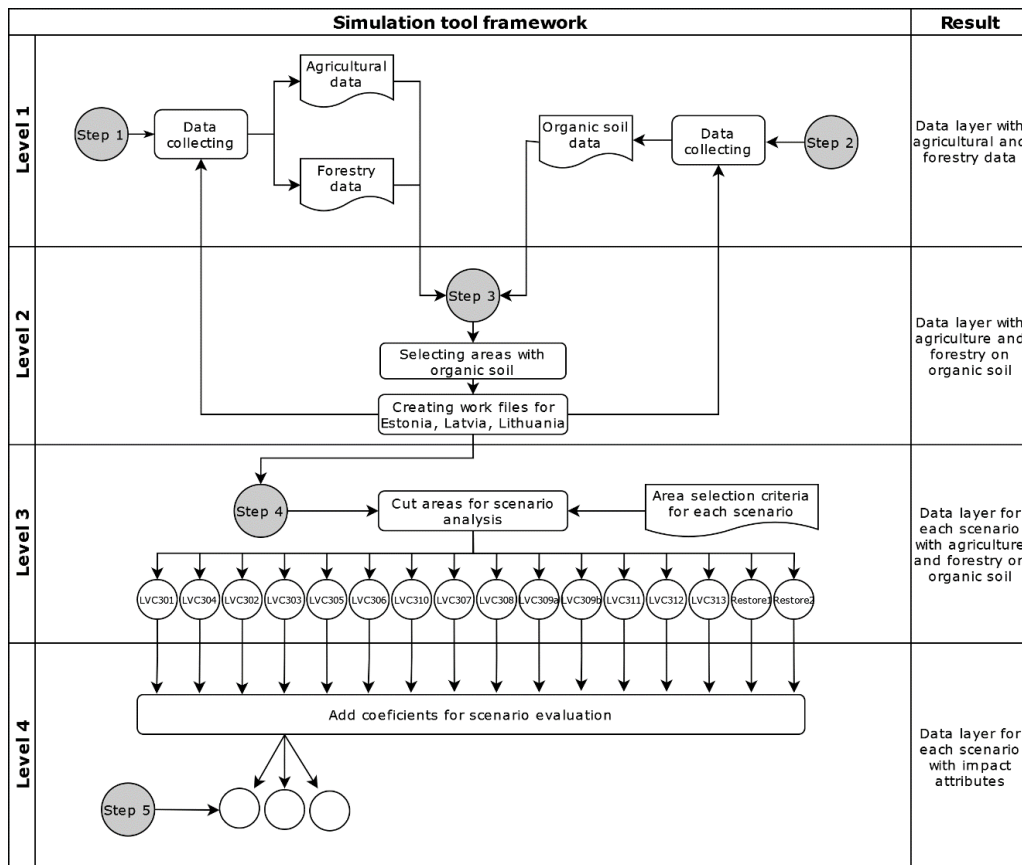 Simulation tool framework
Result
Level 1
Step 1
Data
collecting
Agricultural
data
Forestry
data
Organic soil
data
Data
collecting
Step 2
Data layer with
agricultural and
forestry data
Level 2
Step 3
Selecting areas with
organic soil
Creating work files for
Estonia, Latvia, Lithuania
Data layer with
agriculture and
forestry on
organic soil
Level 3
Step 4
Cut areas for scenario
analysis
Area selection criteria
for each scenario
LVC301
LVC304
LVC302
LVC303
LVC305
LVC306
LVC310
LVC307
LVC308
LVC309a
LVC309b
LVC311
LVC312
LVC313
Restore1
Restore2
Data layer for
each scenario
with agriculture
and forestry on
organic soil
Level 4
Add coeficients for scenario evaluation
Step 5
Data layer for
each scenario
with impact
attributes